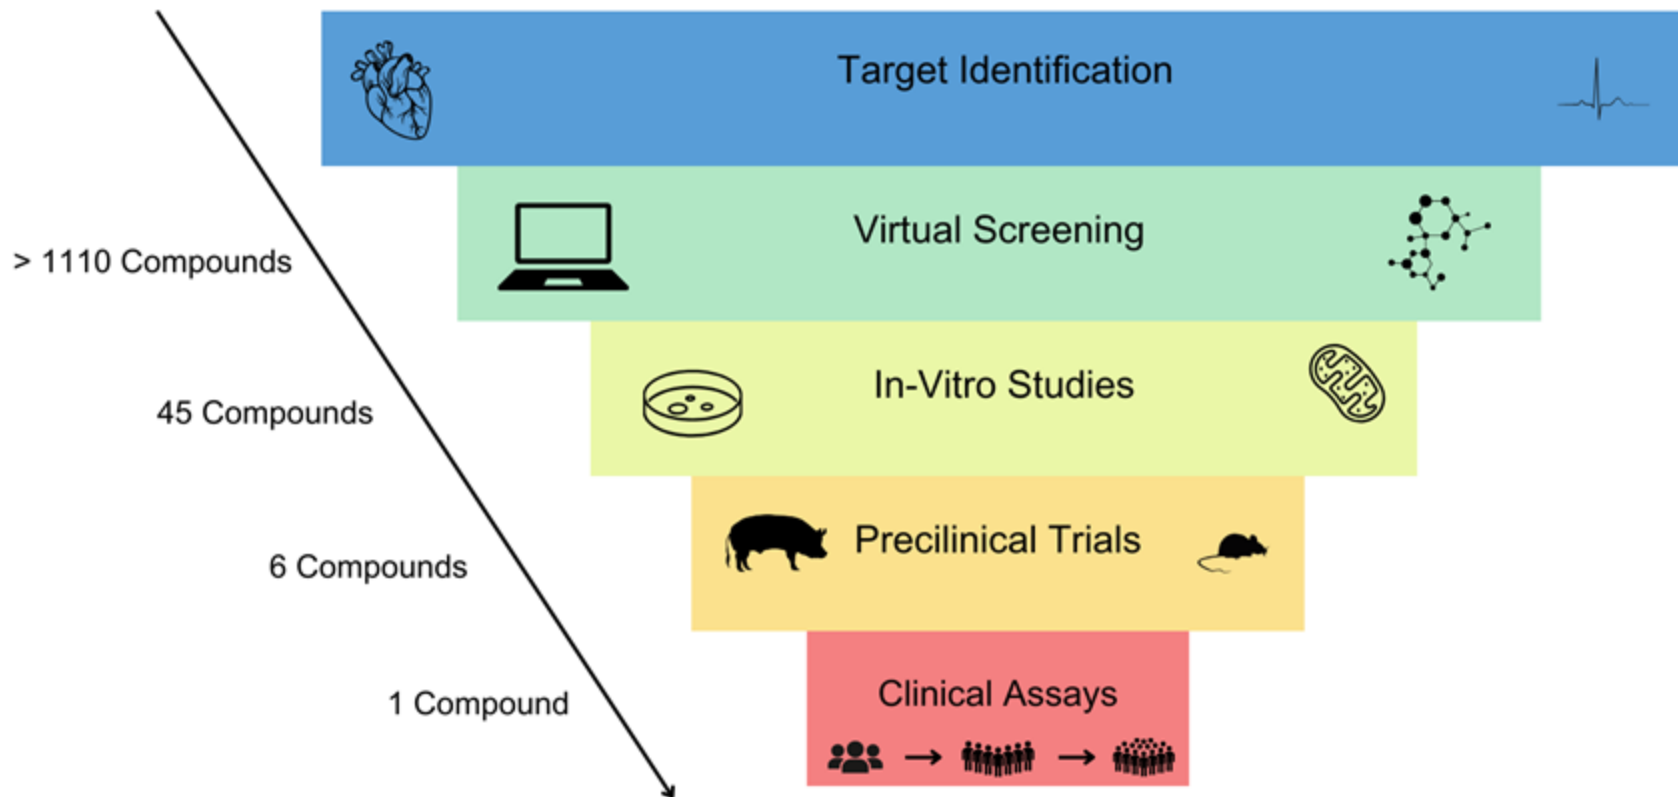 Target Identification
Virtual Screening
> 1110 Compounds
In-Vitro Studies
45 Compounds
Precilinical Trials
6 Compounds
Clinical Assays
1 Compound